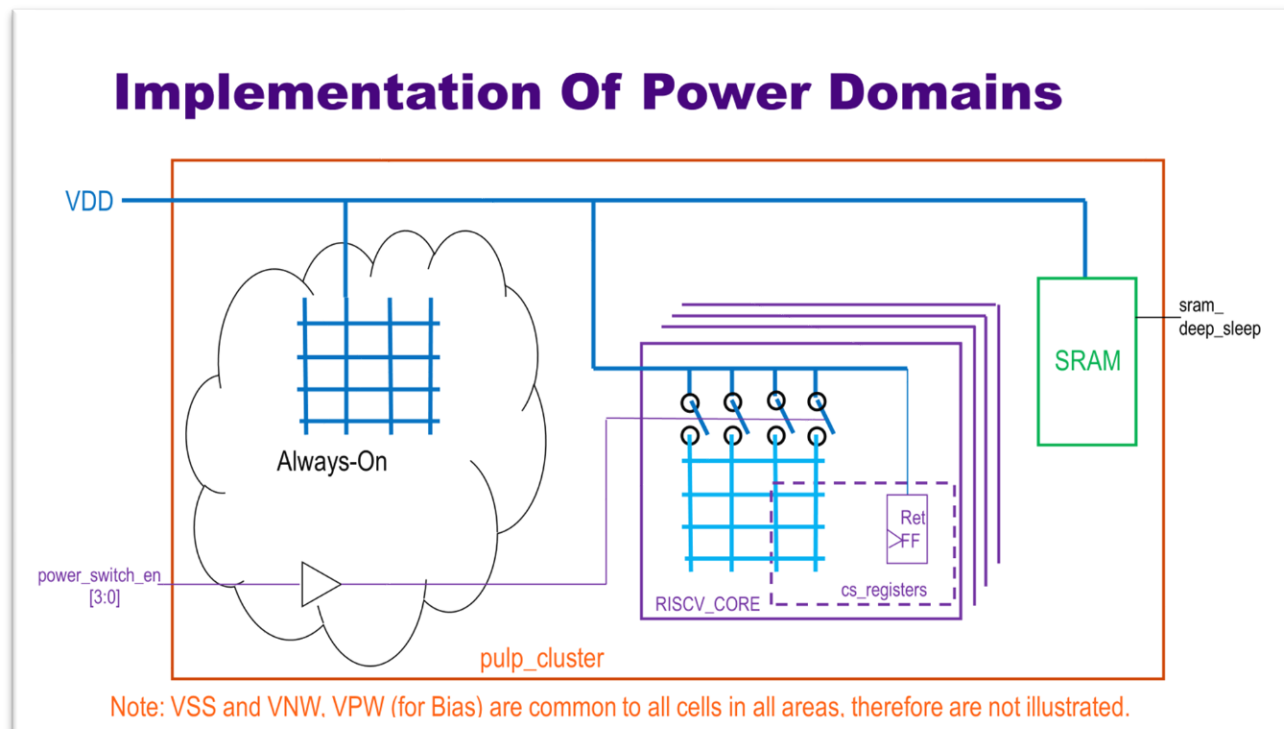 Implementation Of Power Domains
VDD
sram_
deep_sleep
SRAM
Always-On
Ret
FF
power_switch_en
[3:0]
cs_registers
RISCV_CORE
pulp_cluster
Note: VSS and VNW, VPW (for Bias) are common to all cells in all areas, therefore are not illustrated.